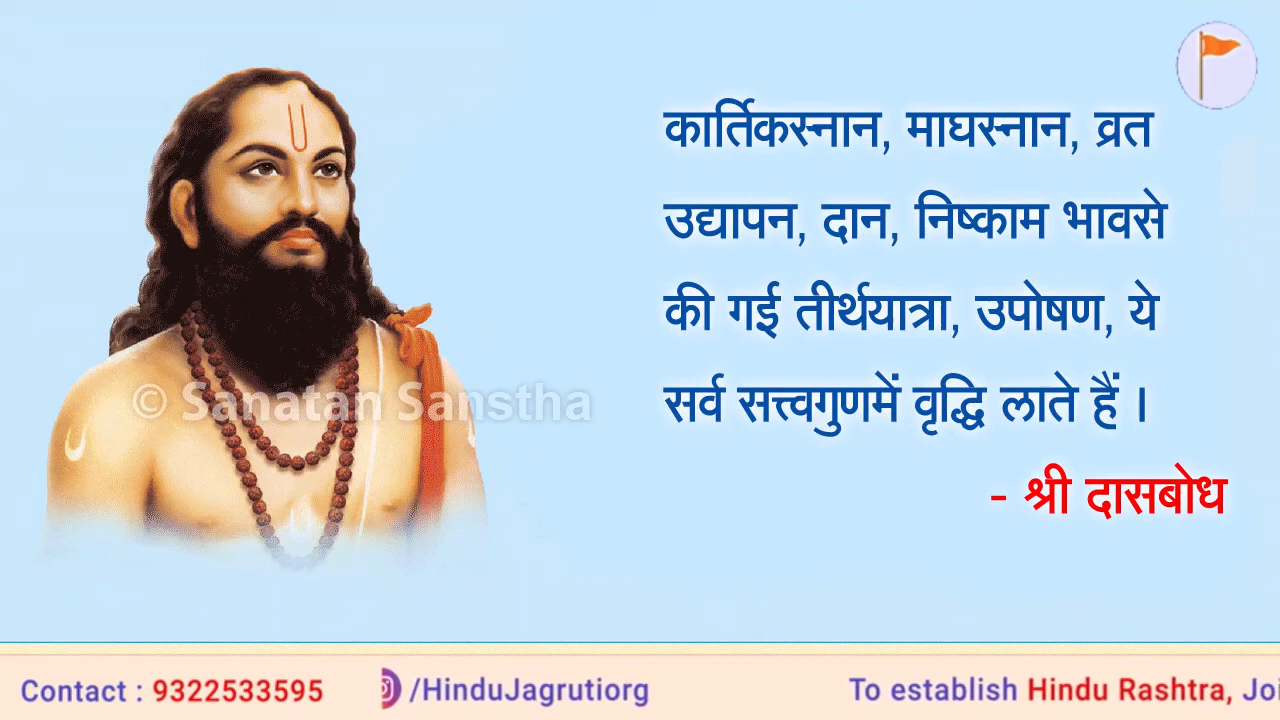 कार्तिकस्नान, माघस्नान, व्रत
उद्यापन, दान, निष्काम भावसे
की गई तीर्थयात्रा, उपोषण, ये
सर्व सत्त्वगुणमें वृद्धि लाते हैं ।
- श्री दासबोध
© Sanatan Sanstha
Contact : 9322533595 /HinduJagrutiorg To establish Hindu Rashtra, Joi